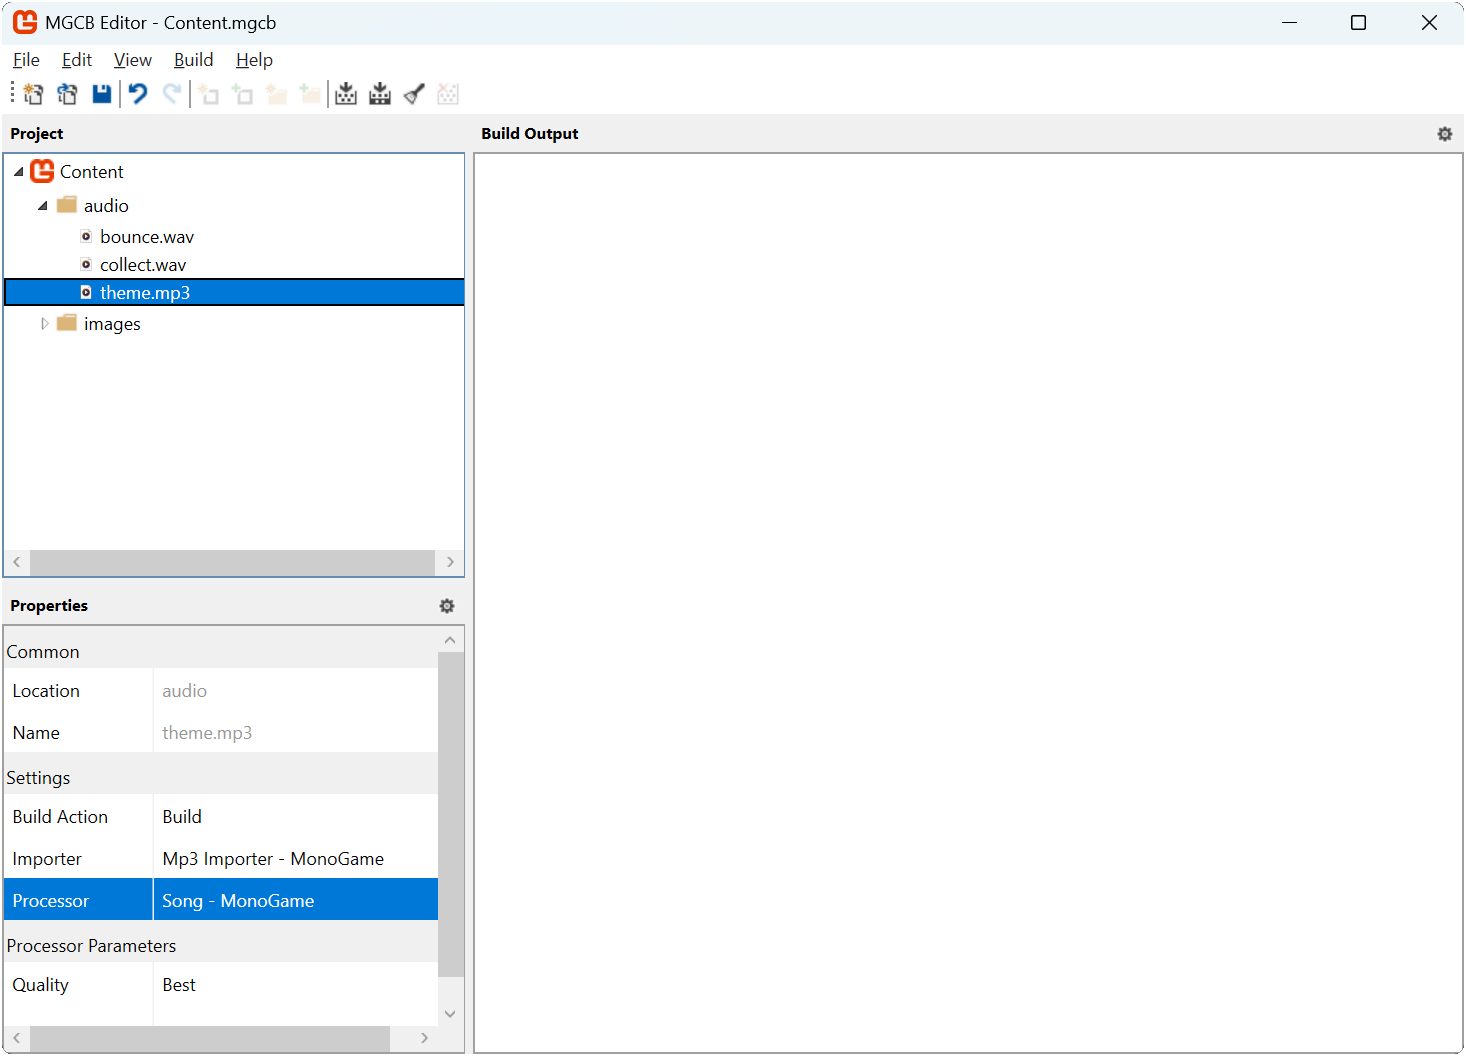 MGCB Editor - Content.mgcb
File Edit View Build Help
Project
Content
audio
bounce.wav
collect.wav
theme.mp3
images
Properties
Common
Location audio
Name theme.mp3
Settings
Build Action Build
Importer Mp3 Importer - MonoGame
Processor Song - MonoGame
Processor Parameters
Quality Best
Build Output